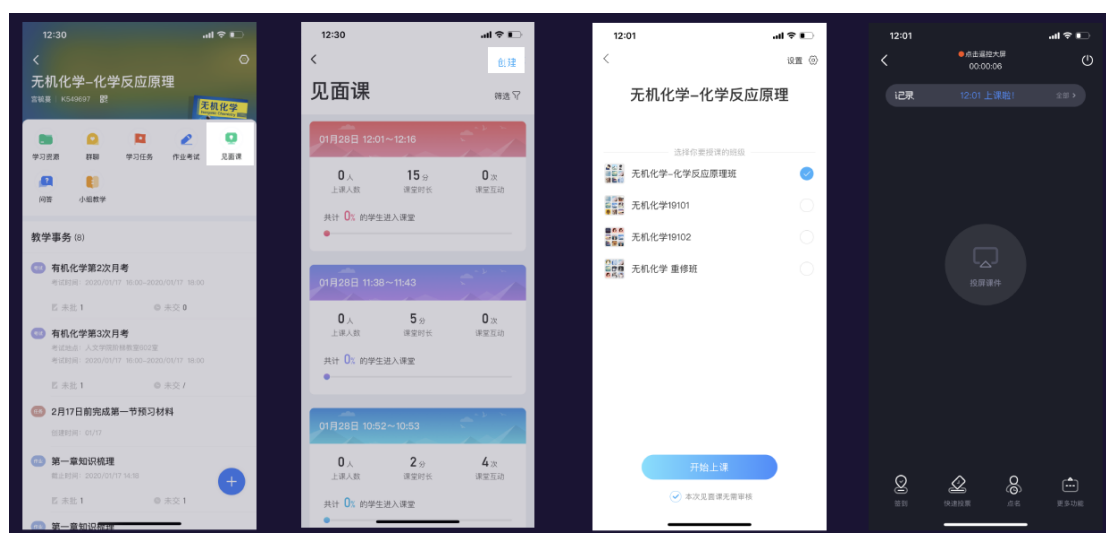 12:30
无机化学-化学反应原理
K549697
无机化学
学习资源 群聊 学习任务 作业考试 见面课
问答 小组教学
教学事务 (8)
有机化学第2次月考
考试时间: 2020/01/17 16:00-2020/01/17 18:00
未批 1 未交 0
有机化学第3次月考
考试时间: 2020/01/17 16:00-2020/01/17 18:00
未批 1 未交 /
2月17日前完成第一节预习材料
创建时间: 01/17
第一章知识梳理
截止时间: 2020/01/17 14:18
未批 1 未交 1
第一章知识梳理
12:30
创建
见面课
筛选
01月28日 12:01~12:16
0人 15分 0次
上课人数 课堂时长 课堂互动
共计 0% 的学生进入课堂
01月28日 11:38~11:43
0人 5分 0次
上课人数 课堂时长 课堂互动
共计 0% 的学生进入课堂
01月28日 10:52~10:53
0人 2分 4次
上课人数 课堂时长 课堂互动
共计 0% 的学生进入课堂
12:01
设置
无机化学-化学反应原理
选择你要授课的班级
无机化学-化学反应原理班
无机化学19101
无机化学19102
无机化学 重修班
开始上课
本次见面课无需审核
12:01
点击遥控大屏
00:00:06
记录 12:01 上课啦! 全部 >
投屏课件
签到 快速投票 点名 更多功能